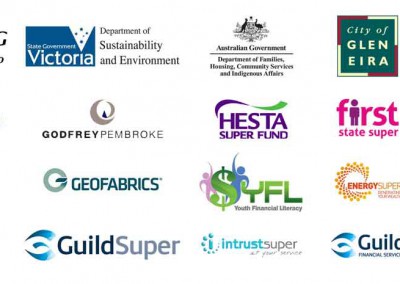 State Government
Victoria
Department of
Sustainability
and Environment
Australian Government
Department of Families,
Housing, Community Services
and Indigenous Affairs
City of
GLEN
EIRA
GODFREYPEMBROKE
HESTA
SUPER FUND
first
state super
GEOFABRICS
YFL
Youth Financial Literacy
ENERGYSUPER
GuildSuper
intrustsuper
at your service
Guild
FINANCIAL SERVICES